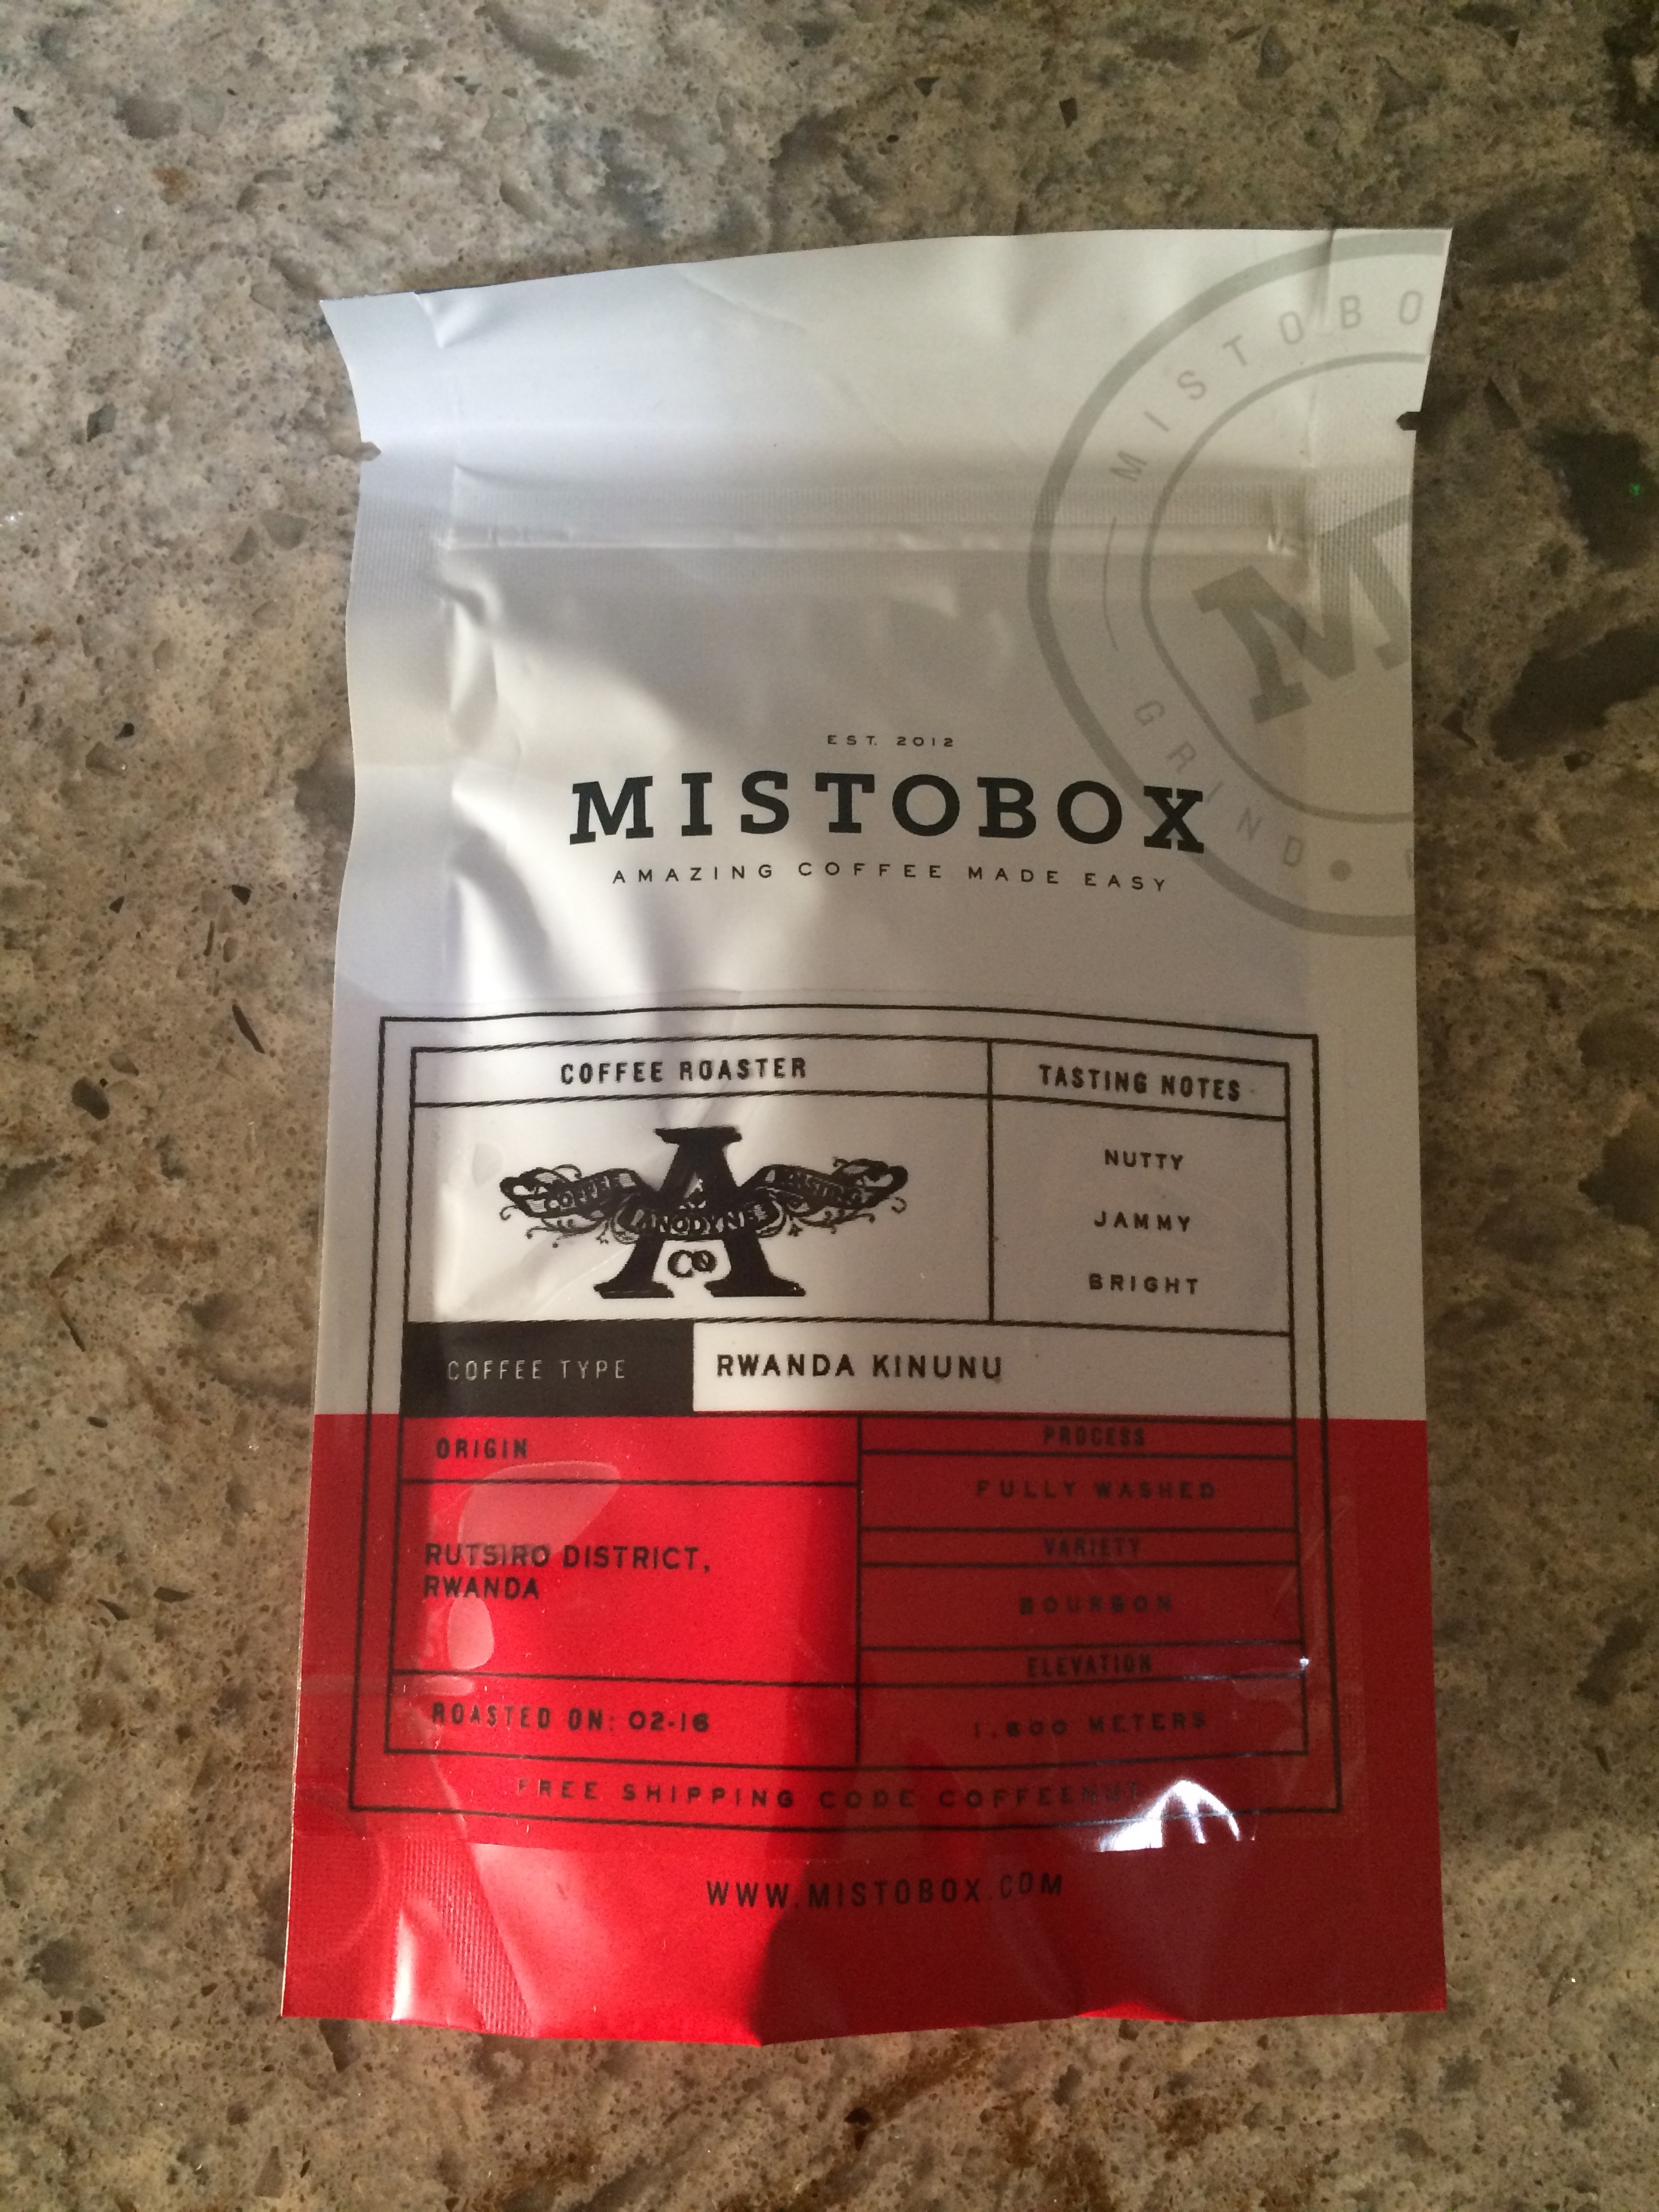 MISTOBO
M
GRIND •
EST. 2012
MISTOBOX
AMAZING COFFEE MADE EASY
COFFEE ROASTER
TASTING NOTES
COFFEE ROASTING
ANODYNE
CO
NUTTY
JAMMY
BRIGHT
COFFEE TYPE
RWANDA KINUNU
ORIGIN
RUTSIRO DISTRICT,
RWANDA
ROASTED ON: 02-16
PROCESS
FULLY WASHED
VARIETY
BOURBON
ELEVATION
METERS
FREE SHIPPING CODE
WWW.MISTOBOX.COM